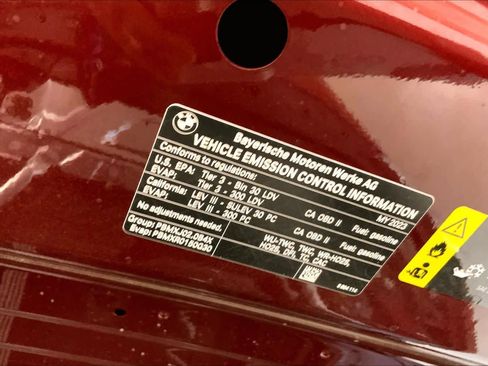 BMW
Bayerische Motoren Werke AG
VEHICLE EMISSION CONTROL INFORMATION
Conforms to regulations: MY 2023
U.S. EPA: Tier 3 - Bin 30 LDV CA OBD II Fuel: gasoline
EVAP: Tier 3 - 300 LDV
California: LEV III - SULEV 30 PC CA OBD II Fuel: gasoline
EVAP: LEV III - 300 PC
No adjustments needed. WU-TWC, TWC, WR-HO2S,
Group: PBMXJ02.0B4X HO2S, DFI, TC, CAC
Evap: PBMXR0150G30